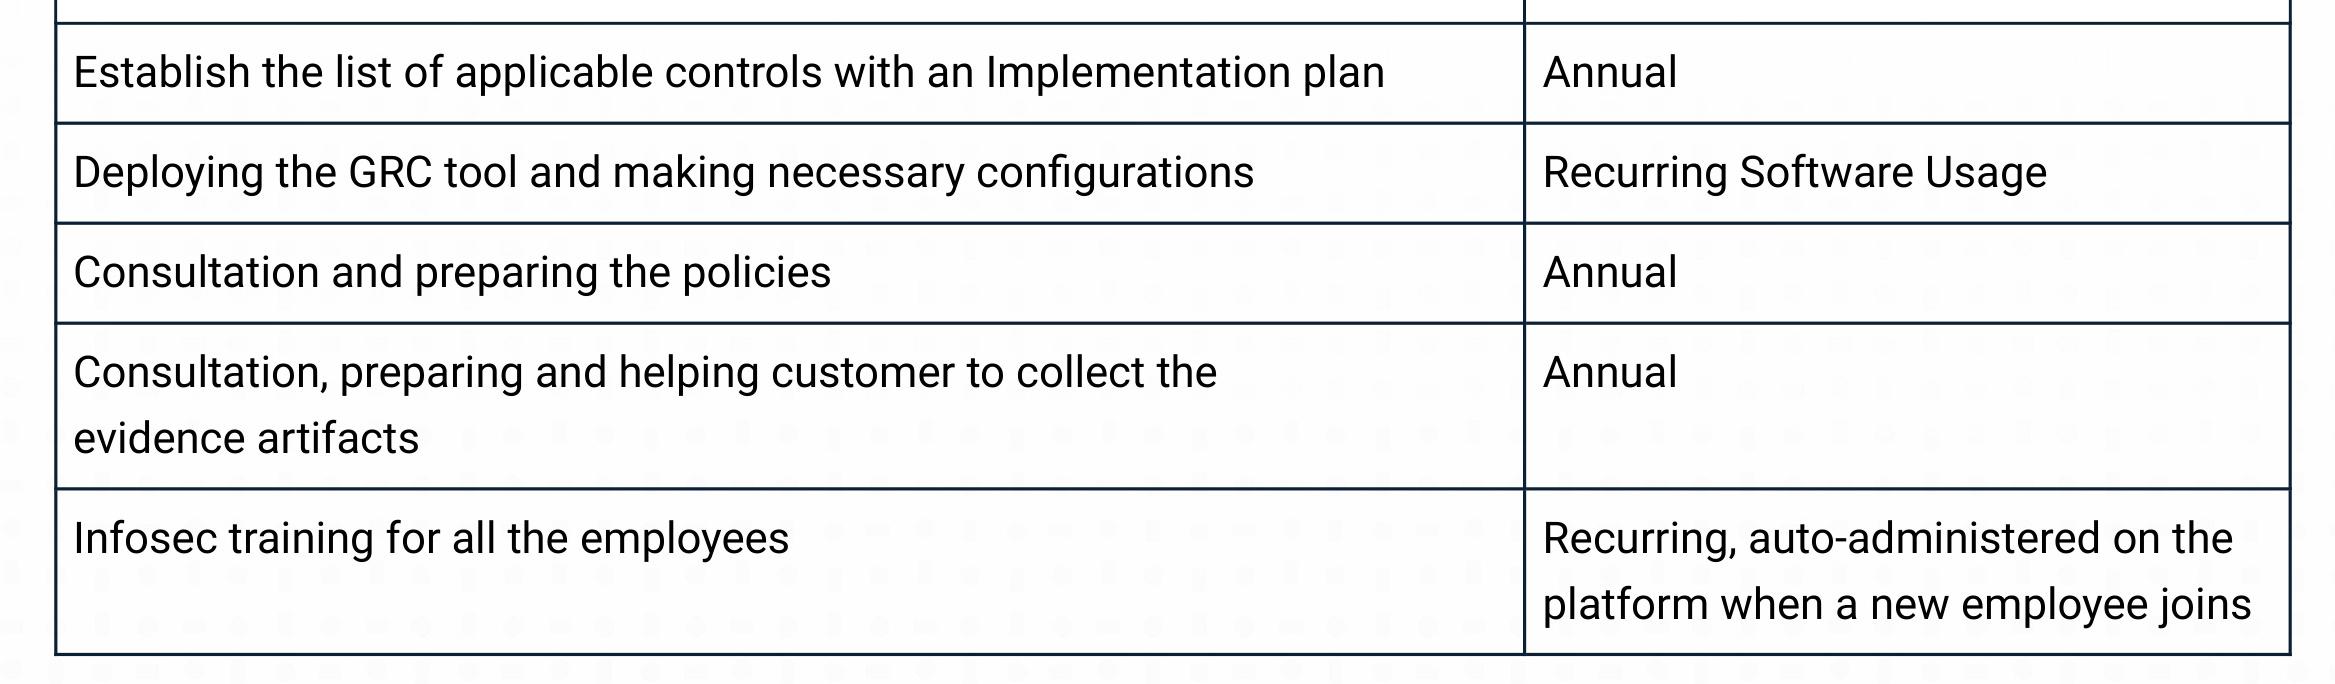 Establish the list of applicable controls with an Implementation plan
Annual
Deploying the GRC tool and making necessary configurations
Recurring Software Usage
Consultation and preparing the policies
Annual
Consultation, preparing and helping customer to collect the
evidence artifacts
Annual
Infosec training for all the employees
Recurring, auto-administered on the
platform when a new employee joins